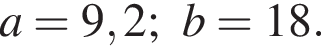 a = 9,2; b = 18.